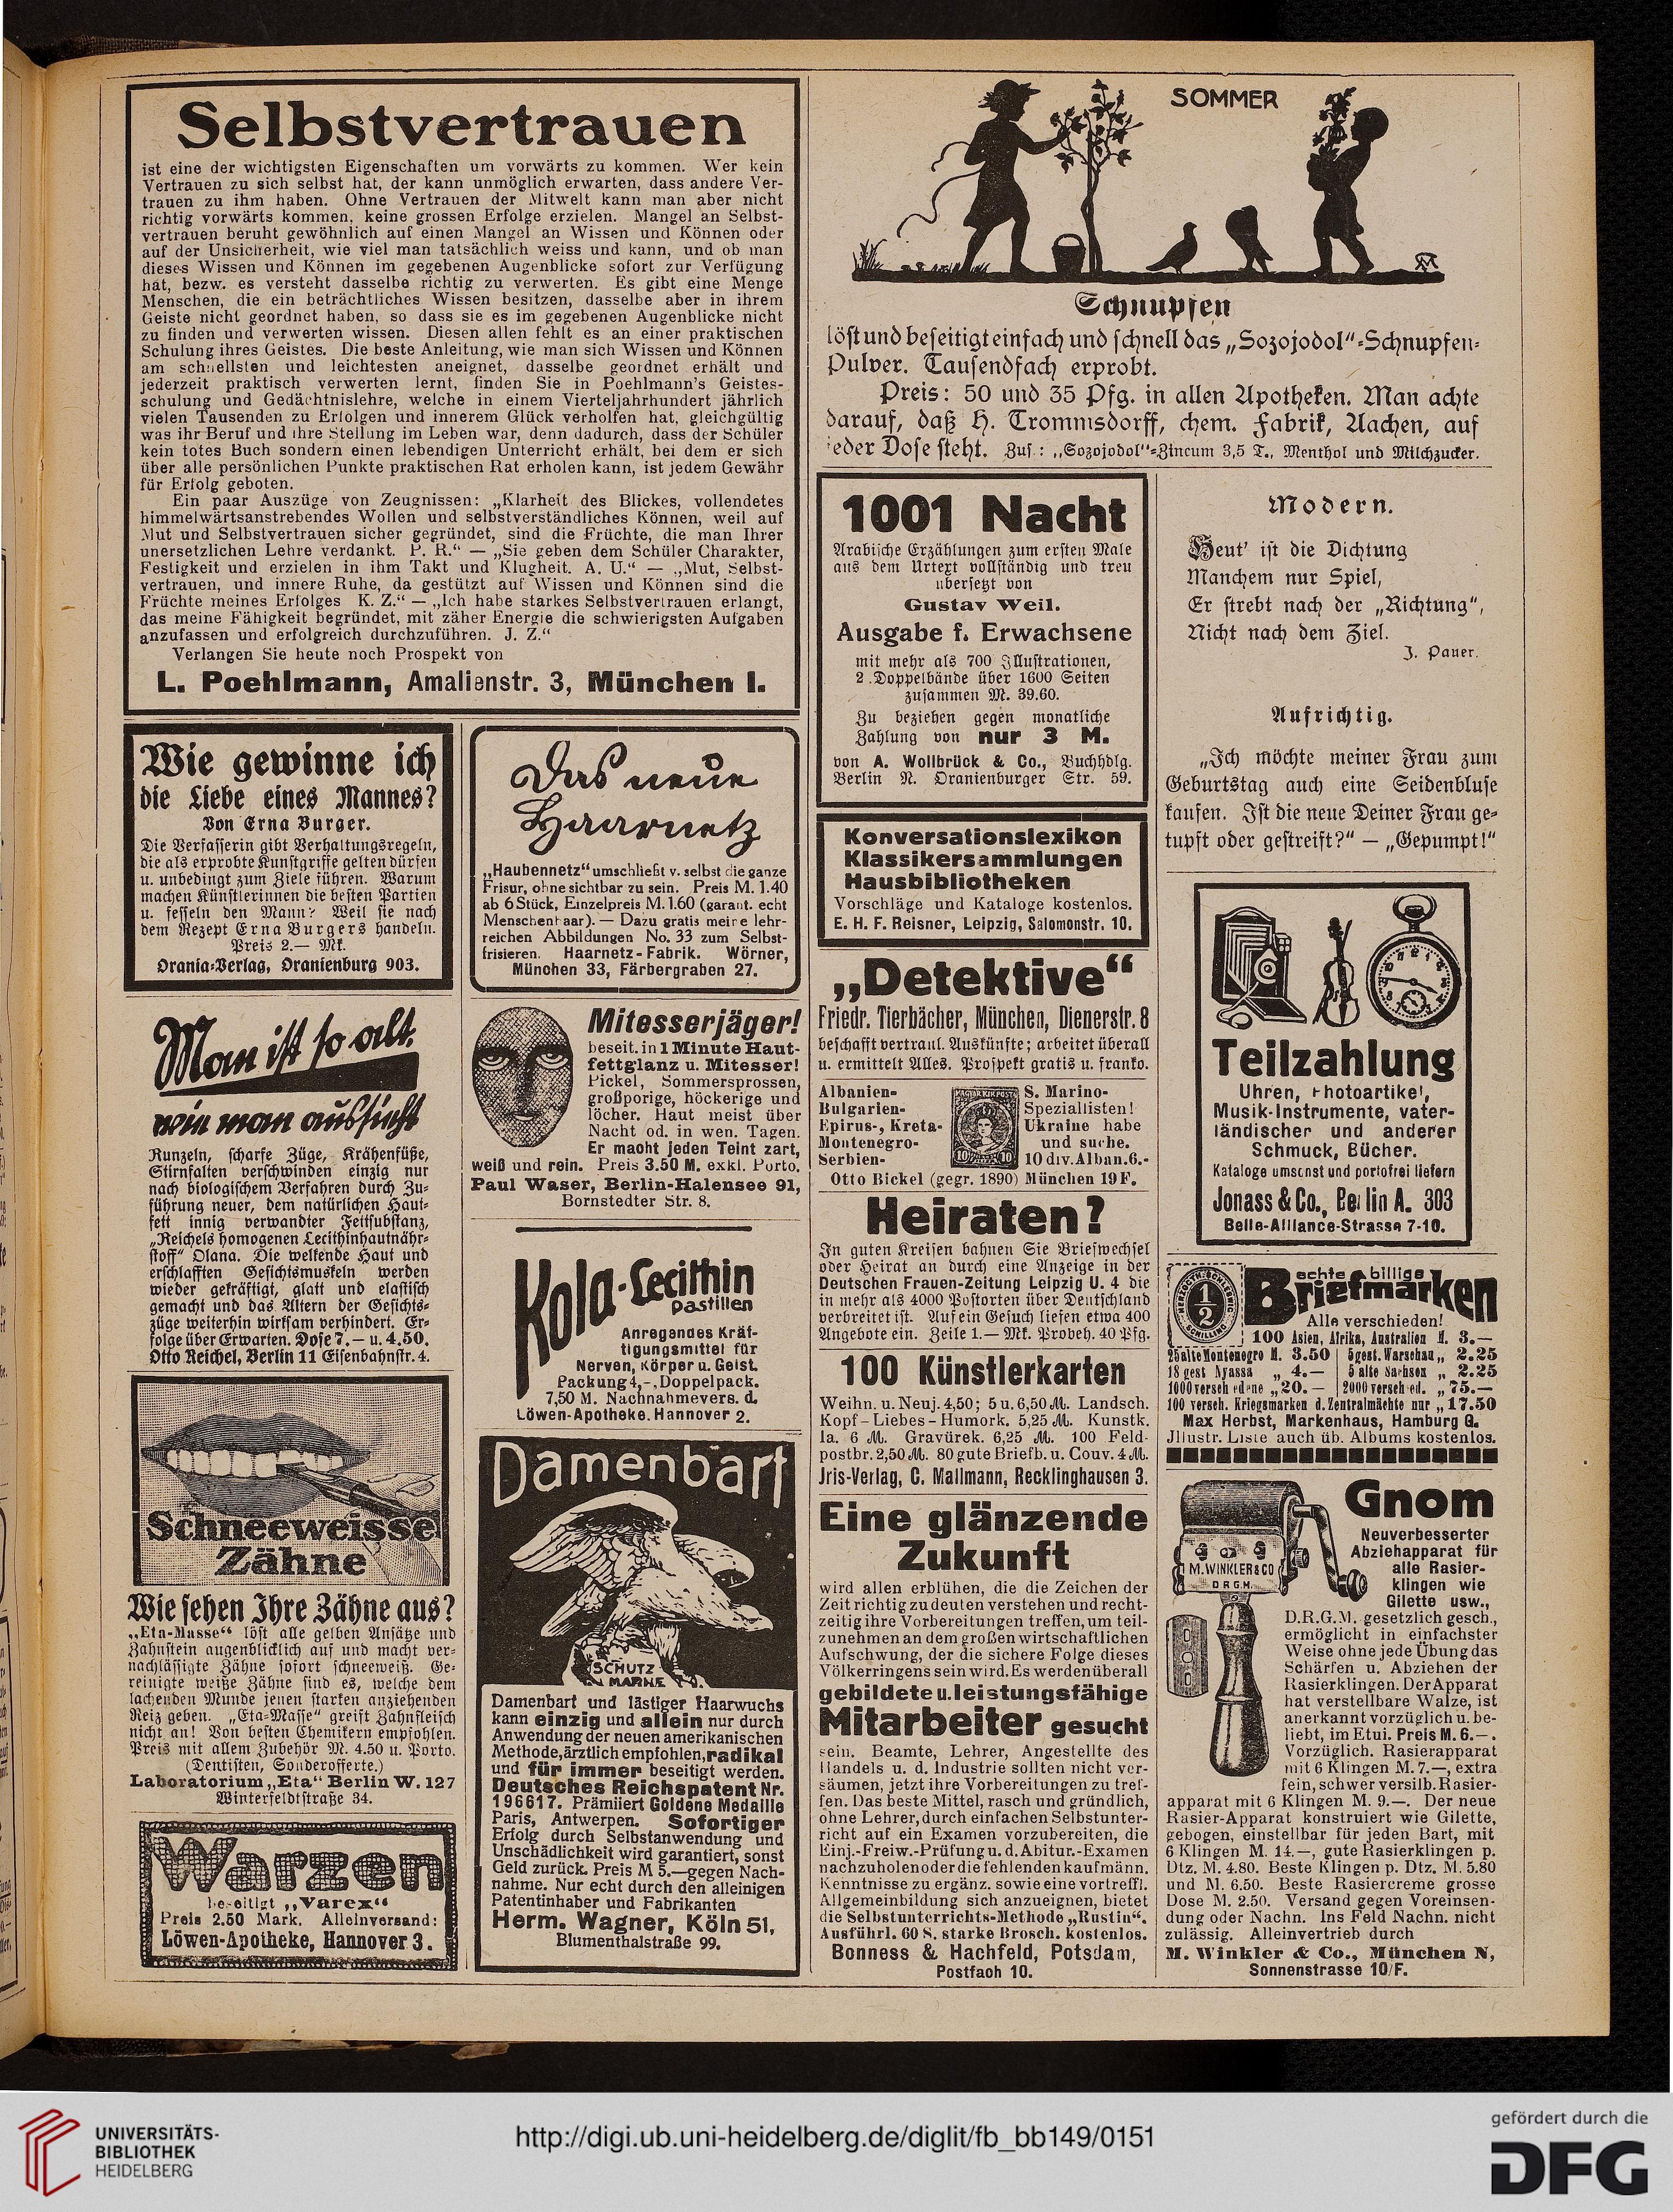 Selbstvertrauen
ist eine der wichtigsten Eigenschaften um vorwärts zu kommen. Wer kein
Vertrauen zu sich selbst hat, der kann unmöglich erwarten, dass andere Ver-
trauen zu ihm haben. Ohne Vertrauen der Mitwelt kann man aber nicht
richtig vorwärts kommen, keine grossen Erfolge erzielen. Mangel an Selbst-
vertrauen beruht gewöhnlich auf einen Mangel an Wissen und Können oder
auf der Unsicherheit, wie viel man tatsächlich weiss und kann, und ob man
dieses Wissen und Können im gegebenen Augenblicke sofort zur Verfügung
hat, bezw. es versteht dasselbe richtig zu verwerten. Es gibt eine Menge
Menschen, die ein beträchtliches Wissen besitzen, dasselbe aber in ihrem
Geiste nicht geordnet haben, so dass sie es im gegebenen Augenblicke nicht
zu finden und verwerten wissen. Diesen allen fehlt es an einer praktischen
Schulung ihres Geistes. Die beste Anleitung, wie man sich Wissen und Können
am schnellsten und leichtesten aneignet, dasselbe geordnet erhält und
jederzeit praktisch verwerten lernt, finden Sie in Poehlmann's Geistes-
schulung und Gedächtnislehre, welche in einem Vierteljahrhundert jährlich
vielen Tausenden zu Erfolgen und innerem Glück verholfen hat, gleichgültig
was ihr Beruf und ihre Stellung im Leben war, denn dadurch, dass der Schüler
kein totes Buch sondern einen lebendigen Unterricht erhält, bei dem er sich
über alle persönlichen Punkte praktischen Rat erholen kann, ist jedem Gewähr
für Erfolg geboten.
Ein paar Auszüge von Zeugnissen: „Klarheit des Blickes, vollendetes
himmelwärtsanstrebendes Wollen und selbstverständliches Können, weil auf
Mut und Selbstvertrauen sicher gegründet, sind die Früchte, die man Ihrer
unersetzlichen Lehre verdankt. P. R.“ — „Sie geben dem Schüler Charakter,
Festigkeit und erzielen in ihm Takt und Klugheit. A. U.“ — „Mut, Selbst-
vertrauen, und innere Ruhe, da gestützt auf Wissen und Können sind die
Früchte meines Erfolges K. Z.“ — „Ich habe starkes Selbstvertrauen erlangt,
das meine Fähigkeit begründet, mit zäher Energie die schwierigsten Aufgaben
anzufassen und erfolgreich durchzuführen. J. Z.“
Verlangen Sie heute noch Prospekt von
L. Poehlmann, Amalienstr. 3, München I.
Wie gewinne ich
die Liebe eines Mannes?
Von Erna Burger.
Die Verfasserin gibt Verhaltungsregeln,
die als erprobte Kunstgriffe gelten dürfen
u. unbedingt zum Ziele führen. Warum
machen Künstlerinnen die besten Partien
u. fesseln den Mann? Weil sie nach
dem Rezept Erna Burgers handeln.
Preis 2.— Mk.
Orania-Verlag, Oranienburg 903.
Das neue
Haarnetz
„Haubennetz“ umschließt v. selbst die ganze
Frisur, ohne sichtbar zu sein. Preis M. 1.40
ab 6 Stück, Einzelpreis M. 1.60 (garant. echt
Menschenhaar). — Dazu gratis meine lehr-
reichen Abbildungen No. 33 zum Selbst-
frisieren. Haarnetz-Fabrik. Wörner,
München 33, Färbergraben 27.
Man ist so alt.
wie man aussieht
Runzeln, scharfe Züge, Krähenfüße,
Stirnfalten verschwinden einzig nur
nach biologischem Verfahren durch Zu-
führung neuer, dem natürlichen Haut-
fett innig verwandter Fettsubstanz,
„Reichels homogenen Lecithinhautnähr-
stoff“ Olana. Die welkende Haut und
erschlafften Gesichtsmuskeln werden
wieder gekräftigt, glatt und elastisch
gemacht und das Altern der Gesichts-
züge weiterhin wirksam verhindert. Er-
folge über Erwarten. Dose 7.— u. 4.50.
Otto Reichel, Berlin 11 Eisenbahnstr. 4.
Mitesserjäger!
beseit. in 1 Minute Haut-
fettglanz u. Mitesser!
Pickel, Sommersprossen,
großporige, höckerige und
löcher. Haut meist über
Nacht od. in wen. Tagen.
Er macht jeden Teint zart,
weiß und rein. Preis 3.50 M. exkl. Porto.
Paul Waser, Berlin-Halensee 91,
Bornstedter Str. 8.
Kola-Lecithin
pastillen
Anregendes Kräf-
tigungsmittel für
Nerven, Körper u. Geist.
Packung 4,-, Doppelpack.
7,50 M. Nachnahmevers. d.
Löwen-Apotheke. Hannover 2.
Schneeweisse
Zähne
Wie sehen Ihre Zähne aus?
„Eta-Masse“ löst alle gelben Ansätze und
Zahnstein augenblicklich auf und macht ver-
nachlässigte Zähne sofort schneeweiß. Ge-
reinigte weiße Zähne sind es, welche dem
lachenden Munde jenen starken anziehenden
Reiz geben. „Eta-Masse“ greift Zahnfleisch
nicht an! Von besten Chemikern empfohlen.
Preis mit allem Zubehör M. 4.50 u. Porto.
(Dentisten, Sonderofferte.)
Laboratorium „Eta“ Berlin W. 127
Winterfeldtstraße 34.
Warzen
beseitigt „Varex“
Preis 2.50 Mark. Alleinversand:
Löwen-Apotheke, Hannover 3.
Damenbart
SCHUTZ
MARKE
Damenbart und lästiger Haarwuchs
kann einzig und allein nur durch
Anwendung der neuen amerikanischen
Methode, ärztlich empfohlen, radikal
und für immer beseitigt werden.
Deutsches Reichspatent Nr.
196617. Prämiiert Goldene Medaille
Paris, Antwerpen. Sofortiger
Erfolg durch Selbstanwendung und
Unschädlichkeit wird garantiert, sonst
Geld zurück. Preis M 5.— gegen Nach-
nahme. Nur echt durch den alleinigen
Patentinhaber und Fabrikanten
Herm. Wagner, Köln 51,
Blumenthalstraße 99.
SOMMER
Schnupfen
löst und beseitigt einfach und schnell das „Sozojodol“-Schnupfen-
Pulver. Tausendfach erprobt.
Preis: 50 und 35 Pfg. in allen Apotheken. Man achte
darauf, daß H. Trommsdorff, chem. Fabrik, Aachen, auf
jeder Dose steht. Zus.: „Sozojodol“-Zincum 3,5 T., Menthol und Milchzucker.
1001 Nacht
Arabische Erzählungen zum ersten Male
aus dem Urtext vollständig und treu
übersetzt von
Gustav Weil.
Ausgabe f. Erwachsene
mit mehr als 700 Illustrationen,
2 Doppelbände über 1600 Seiten
zusammen M. 39.60.
Zu beziehen gegen monatliche
Zahlung von nur 3 M.
von A. Wollbrück & Co., Buchhdlg.
Berlin N. Oranienburger Str. 59.
Konversationslexikon
Klassikersammlungen
Hausbibliotheken
Vorschläge und Kataloge kostenlos.
E. H. F. Reisner, Leipzig, Salomonstr. 10.
„Detektive“
Friedr. Tierbächer, München, Dienerstr. 8
beschafft vertraul. Auskünfte; arbeitet überall
u. ermittelt Alles. Prospekt gratis u. franko.
Albanien-
Bulgarien-
Epirus-, Kreta-
Montenegro-
Serbien-
MAGYAR KIR POSTA
10 10
S. Marino-
Speziallisten!
Ukraine habe
und suche.
10 div. Alban. 6.-
Otto Bickel (gegr. 1890) München 19 F.
Heiraten?
In guten Kreisen bahnen Sie Briefwechsel
oder Heirat an durch eine Anzeige in der
Deutschen Frauen-Zeitung Leipzig U. 4 die
in mehr als 4000 Postorten über Deutschland
verbreitet ist. Auf ein Gesuch liefen etwa 400
Angebote ein. Zeile 1.— Mk. Probeh. 40 Pfg.
100 Künstlerkarten
Weihn. u. Neuj. 4,50; 5 u. 6,50 M. Landsch.
Kopf-Liebes-Humork. 5,25 M. Kunstk.
Ia. 6 M. Gravürek. 6,25 M. 100 Feld-
postbr. 2,50 M. 80 gute Briefb. u. Couv. 4 M.
Jris-Verlag, C. Mallmann, Recklinghausen 3.
Eine glänzende
Zukunft
wird allen erblühen, die die Zeichen der
Zeit richtig zu deuten verstehen und recht-
zeitig ihre Vorbereitungen treffen, um teil-
zunehmen an dem großen wirtschaftlichen
Aufschwung, der die sichere Folge dieses
Völkerringens sein wird. Es werden überall
gebildete u. leistungsfähige
Mitarbeiter gesucht
sein. Beamte, Lehrer, Angestellte des
Handels u. d. Industrie sollten nicht ver-
säumen, jetzt ihre Vorbereitungen zu tref-
fen. Das beste Mittel, rasch und gründlich,
ohne Lehrer, durch einfachen Selbstunter-
richt auf ein Examen vorzubereiten, die
Einj.-Freiw.-Prüfung u. d. Abitur.-Examen
nachzuholen oder die fehlenden kaufmänn.
Kenntnisse zu ergänz. sowie eine vortreffl.
Allgemeinbildung sich anzueignen, bietet
die Selbstunterrichts-Methode „Rustin“.
Ausführl. 60 S. starke Brosch. kostenlos.
Bonness & Hachfeld, Potsdam,
Postfach 10.
Modern.
Heut' ist die Dichtung
Manchem nur Spiel,
Er strebt nach der „Richtung“,
Nicht nach dem Ziel.
J. Pauer.
Aufrichtig.
„Ich möchte meiner Frau zum
Geburtstag auch eine Seidenbluse
kaufen. Ist die neue Deiner Frau ge-
tupft oder gestreift?“ — „Gepumpt!“
Teilzahlung
Uhren, Photoartikel,
Musik-Instrumente, vater-
ländischer und anderer
Schmuck, Bücher.
Kataloge umsonst und portofrei liefern
Jonass & Co., Berlin A. 303
Belle-Alliance-Strasse 7-10.
HERZOGTH. SCHLESWIG
1/2
SCHILLING
echte billige
Briefmarken
Alle verschieden!
100 Asien, Afrika, Australien M. 3.—
25 alte Montenegro M. 3.50 | 5 gest. Warschau „ 2.25
18 gest Nyassa „ 4.— | 5 alte Sachsen „ 2.25
1000 verschiedene „ 20.— | 2000 versch ed. „ 75.—
100 versch. Kriegsmarken d. Zentralmächte nur „ 17.50
Max Herbst, Markenhaus, Hamburg G.
Jllustr. Liste auch üb. Albums kostenlos.
M. WINKLER & CO
D R G M.
Gnom
Neuverbesserter
Abziehapparat für
alle Rasier-
klingen wie
Gilette usw.,
D.R.G.M. gesetzlich gesch.,
ermöglicht in einfachster
Weise ohne jede Übung das
Schärfen u. Abziehen der
Rasierklingen. Der Apparat
hat verstellbare Walze, ist
anerkannt vorzüglich u. be-
liebt, im Etui. Preis M. 6.—.
Vorzüglich. Rasierapparat
mit 6 Klingen M. 7.—, extra
fein, schwer versilb. Rasier-
apparat mit 6 Klingen M. 9.—. Der neue
Rasier-Apparat konstruiert wie Gilette,
gebogen, einstellbar für jeden Bart, mit
6 Klingen M. 14.—, gute Rasierklingen p.
Dtz. M. 4.80. Beste Klingen p. Dtz. M. 5.80
und M. 6.50. Beste Rasiercreme grosse
Dose M. 2.50. Versand gegen Voreinsen-
dung oder Nachn. Ins Feld Nachn. nicht
zulässig. Alleinvertrieb durch
M. Winkler & Co., München N,
Sonnenstrasse 10/F.
UNIVERSITÄTS-
BIBLIOTHEK
HEIDELBERG
http://digi.ub.uni-heidelberg.de/diglit/fb_bb149/0151
gefördert durch die
DFG